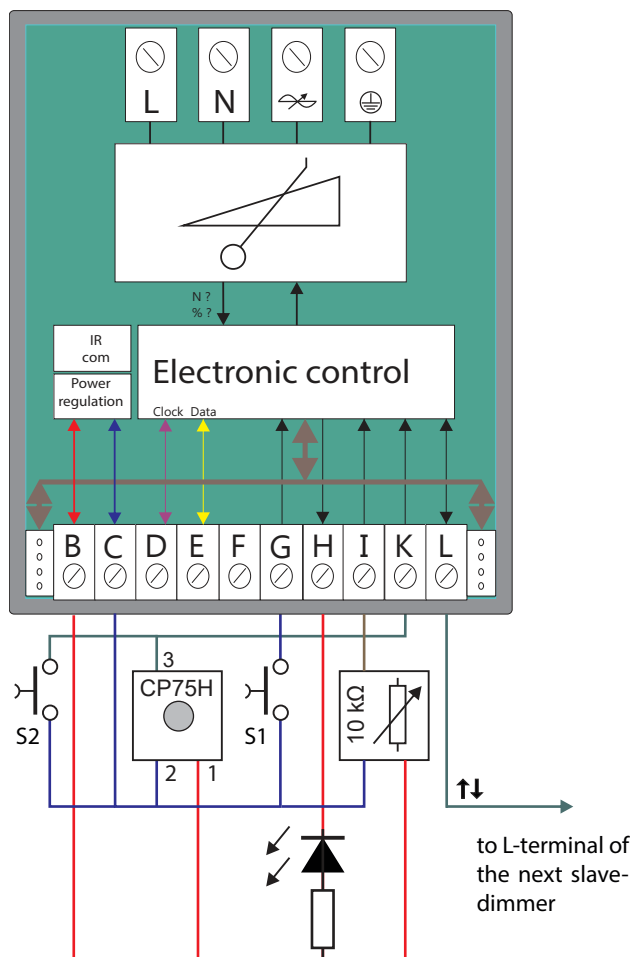 L N
N ?
% ?
IR
com
Power
regulation
Electronic control
Clock Data
B C D E F G H I K L
3
CP75H
10 kΩ
S2
S1
2 1
to L-terminal of
the next slave-
dimmer